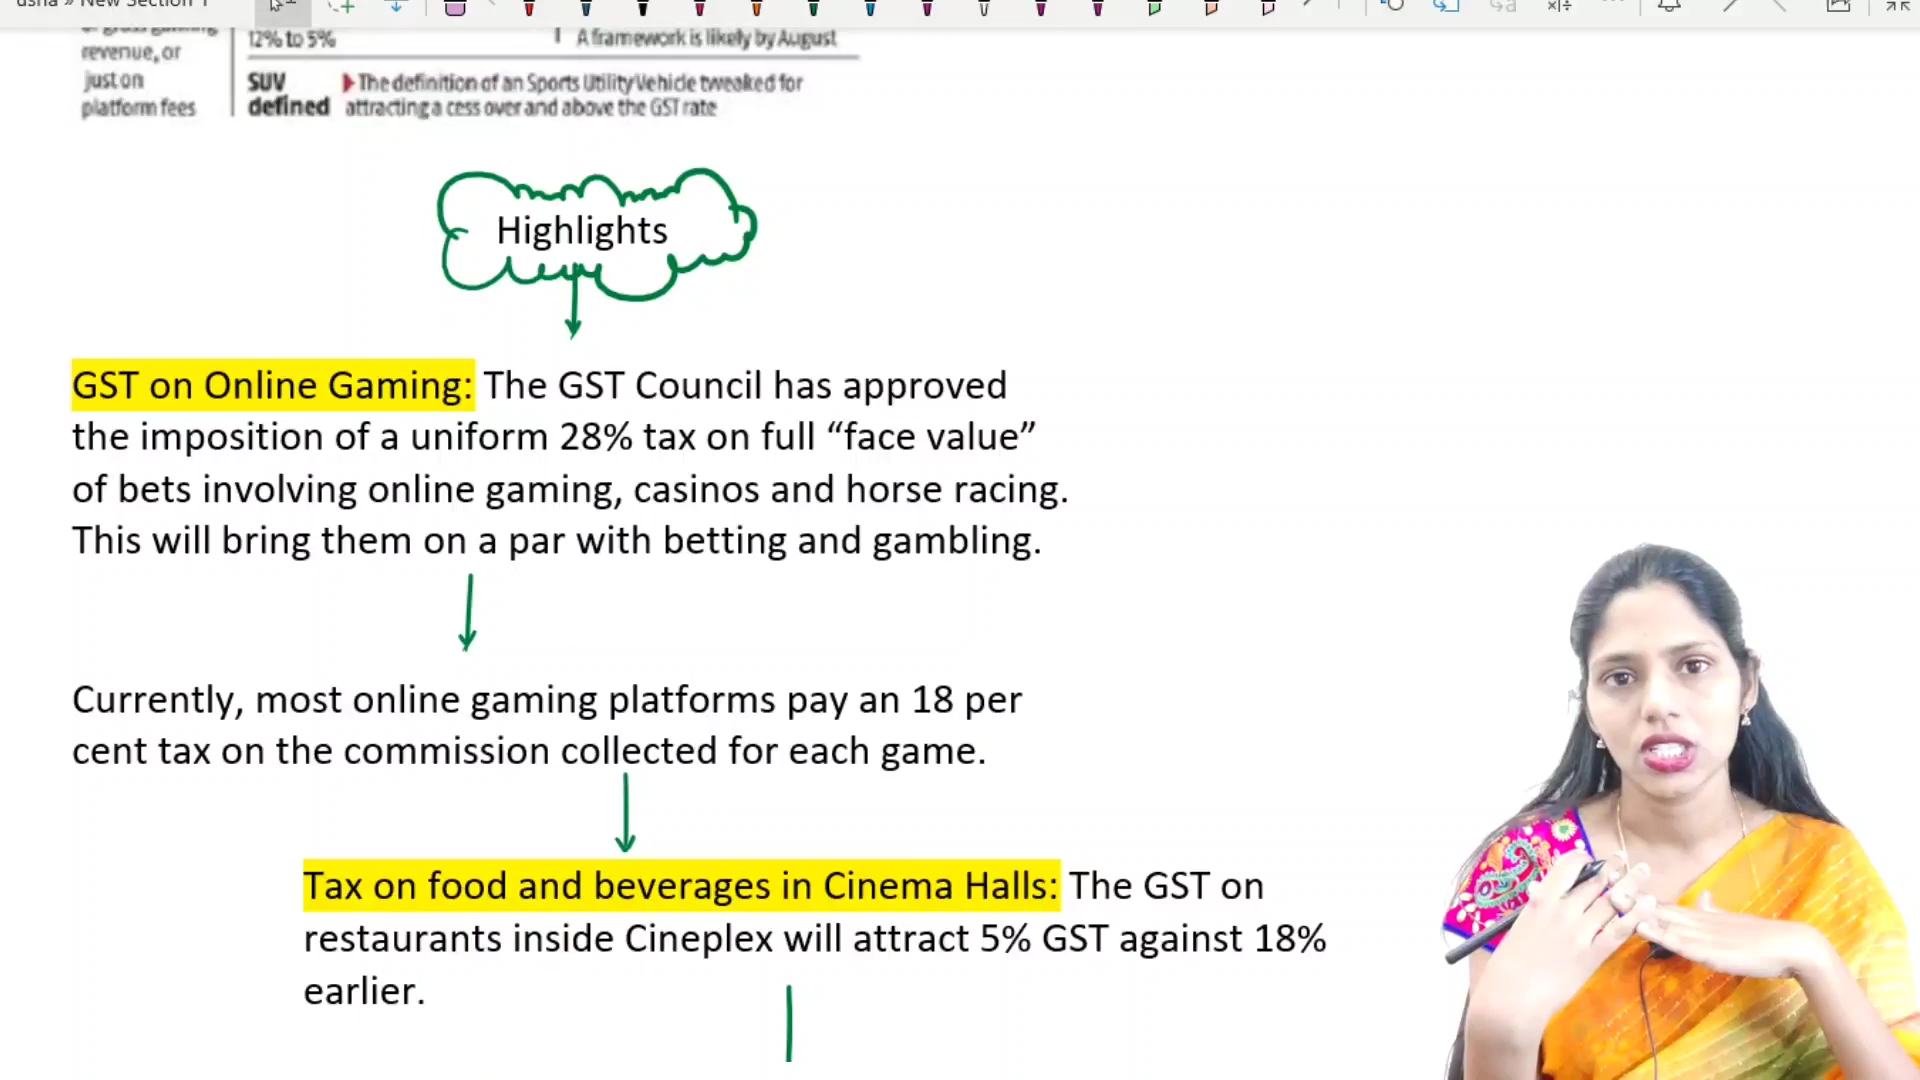 usha » New Section 1
revenue, or
just on
platform fees
12% to 5%
A framework is likely by August
SUV
defined
The definition of an Sports Utility Vehicle tweaked for
attracting a cess over and above the GST rate
Highlights
GST on Online Gaming: The GST Council has approved
the imposition of a uniform 28% tax on full “face value”
of bets involving online gaming, casinos and horse racing.
This will bring them on a par with betting and gambling.
Currently, most online gaming platforms pay an 18 per
cent tax on the commission collected for each game.
Tax on food and beverages in Cinema Halls: The GST on
restaurants inside Cineplex will attract 5% GST against 18%
earlier.